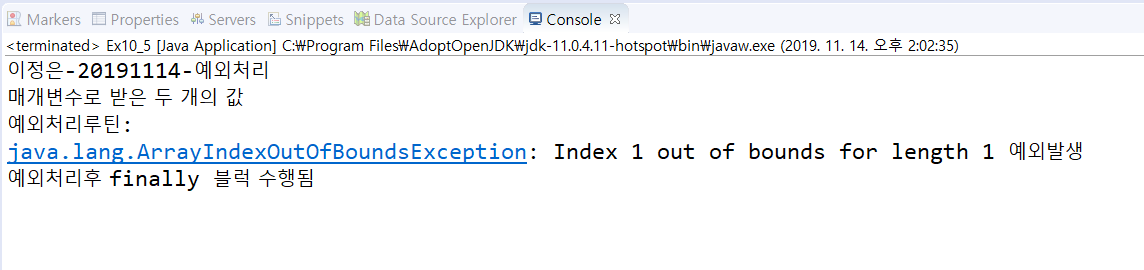 Markers Properties Servers Snippets Data Source Explorer Console
<terminated> Ex10_5 [Java Application] C:₩Program Files₩AdoptOpenJDK₩jdk-11.0.4.11-hotspot₩bin₩javaw.exe (2019. 11. 14. 오후 2:02:35)
이정은-20191114-예외처리
매개변수로 받은 두 개의 값
예외처리루틴:
java.lang.ArrayIndexOutOfBoundsException: Index 1 out of bounds for length 1 예외발생
예외처리후 finally 블럭 수행됨